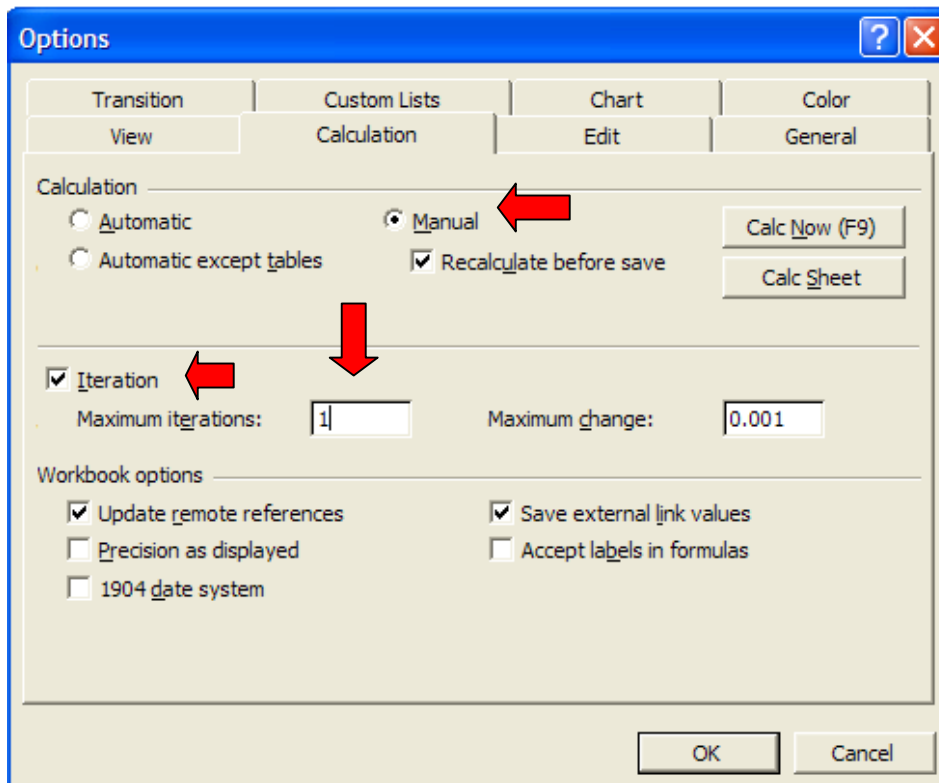 Options
?
Transition Custom Lists Chart Color
View Calculation Edit General
Calculation
Automatic Manual Calc Now (F9)
Automatic except tables Recalculate before save Calc Sheet
Iteration
Maximum iterations: 1 Maximum change: 0.001
Workbook options
Update remote references Save external link values
Precision as displayed Accept labels in formulas
1904 date system
OK Cancel